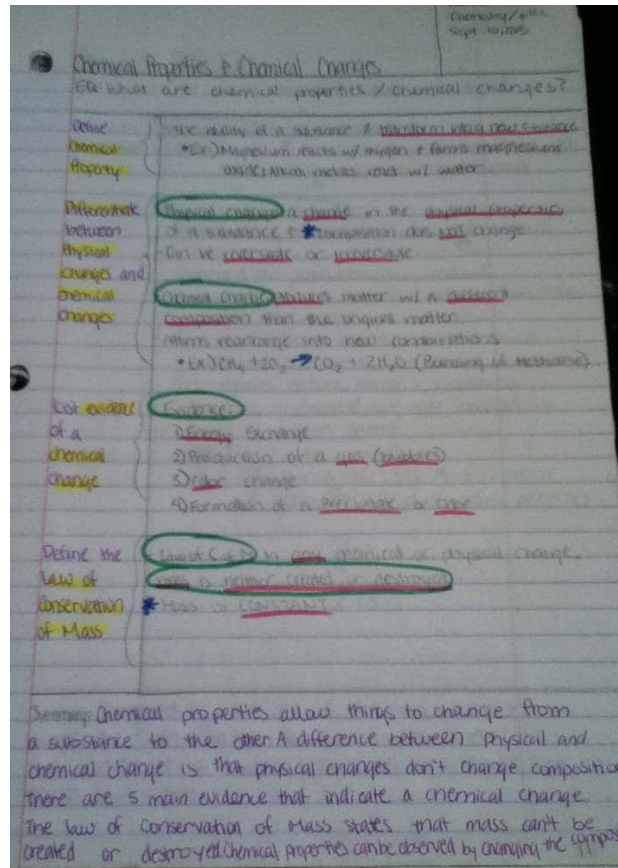 Chemistry
Sept 10, 2015
Chemical Properties & Chemical Changes
EQ: What are chemical properties / chemical changes?
Define
Chemical
Property
The ability of a substance to transform into a new substance
• Ex) Magnesium reacts w/ oxygen & forms magnesium
oxide; Alkali metals react w/ water
Differentiate
between
Physical
changes and
chemical
changes
Physical change: a change in the physical properties
of a substance & composition does not change
Can be reversible or irreversible
Chemical change: produces matter w/ a different
composition than the original matter
Atoms rearrange into new combinations
• Ex) CH4 + 2O2 → CO2 + 2H2O (Burning of Methane)
List evidence
of a
chemical
change
Evidence:
1) Energy Exchange
2) Production of a gas (bubbles)
3) Color change
4) Formation of a Precipitate or odor
Define the
Law of
Conservation
of Mass
Law of C of M: In any chemical or physical change,
mass is neither created or destroyed
* Mass is CONSTANT
Summary: Chemical properties allow things to change from
a substance to the other. A difference between physical and
chemical change is that physical changes don't change compositio
There are 5 main evidence that indicate a chemical change.
The law of Conservation of Mass states that mass can't be
created or destroyed. Chemical Properties can be observed by changing the compos